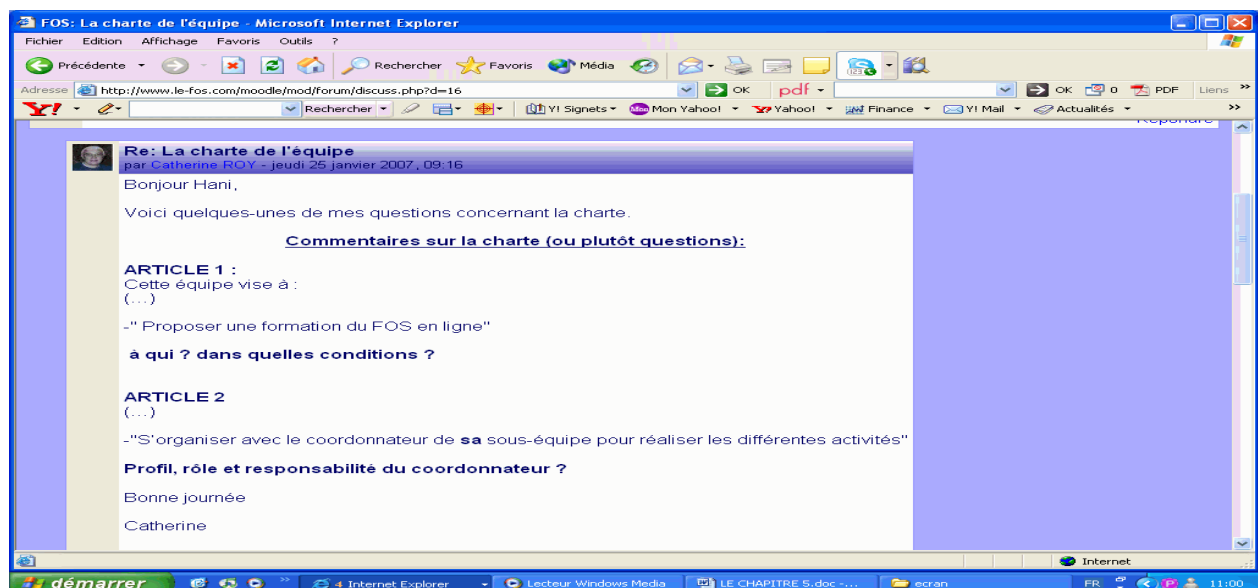 FOS: La charte de l'équipe - Microsoft Internet Explorer
Fichier Edition Affichage Favoris Outils ?
Précédente Rechercher Favoris Média
Adresse http://www.le-fos.com/moodle/mod/forum/discuss.php?d=16 OK pdf OK 0 PDF Liens »
Y! Rechercher Y! Signets Mon Yahoo! Yahoo! Finance Y! Mail Actualités »
Répondre
Re: La charte de l'équipe
par Catherine ROY - jeudi 25 janvier 2007, 09:16
Bonjour Hani,
Voici quelques-unes de mes questions concernant la charte.
Commentaires sur la charte (ou plutôt questions):
ARTICLE 1 :
Cette équipe vise à :
(...)
-" Proposer une formation du FOS en ligne"
à qui ? dans quelles conditions ?
ARTICLE 2
(...)
-"S'organiser avec le coordonnateur de sa sous-équipe pour réaliser les différentes activités"
Profil, rôle et responsabilité du coordonnateur ?
Bonne journée
Catherine
Internet
démarrer » 4 Internet Explorer Lecteur Windows Media LE CHAPITRE 5.doc -... ecran FR 11:00